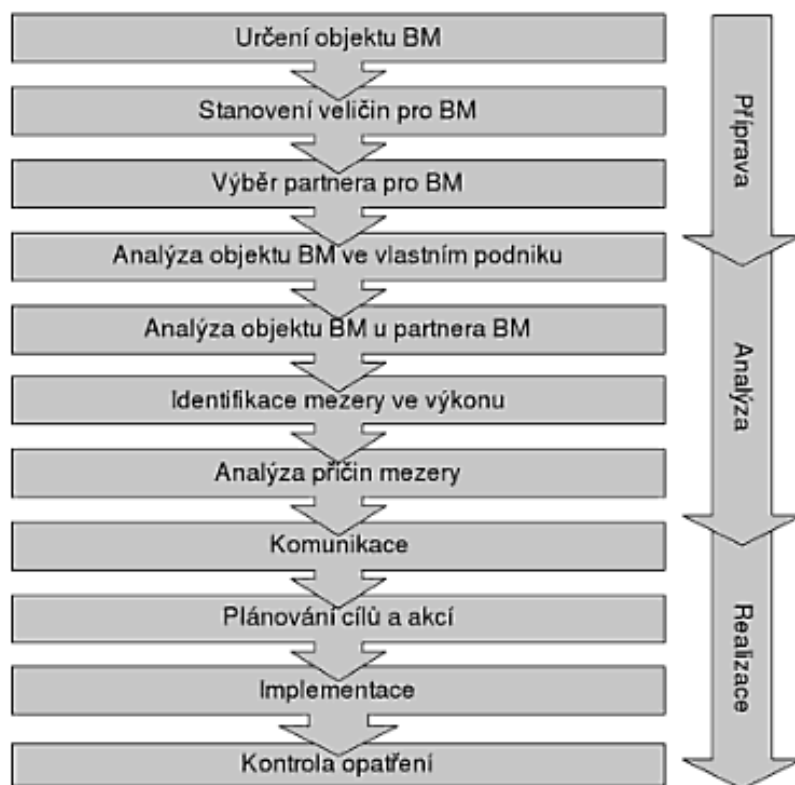 Určení objektu BM
Stanovení veličin pro BM
Výběr partnera pro BM
Analýza objektu BM ve vlastním podniku
Analýza objektu BM u partnera BM
Identifikace mezery ve výkonu
Analýza příčin mezery
Komunikace
Plánování cílů a akcí
Implementace
Kontrola opatření
Příprava
Analýza
Realizace